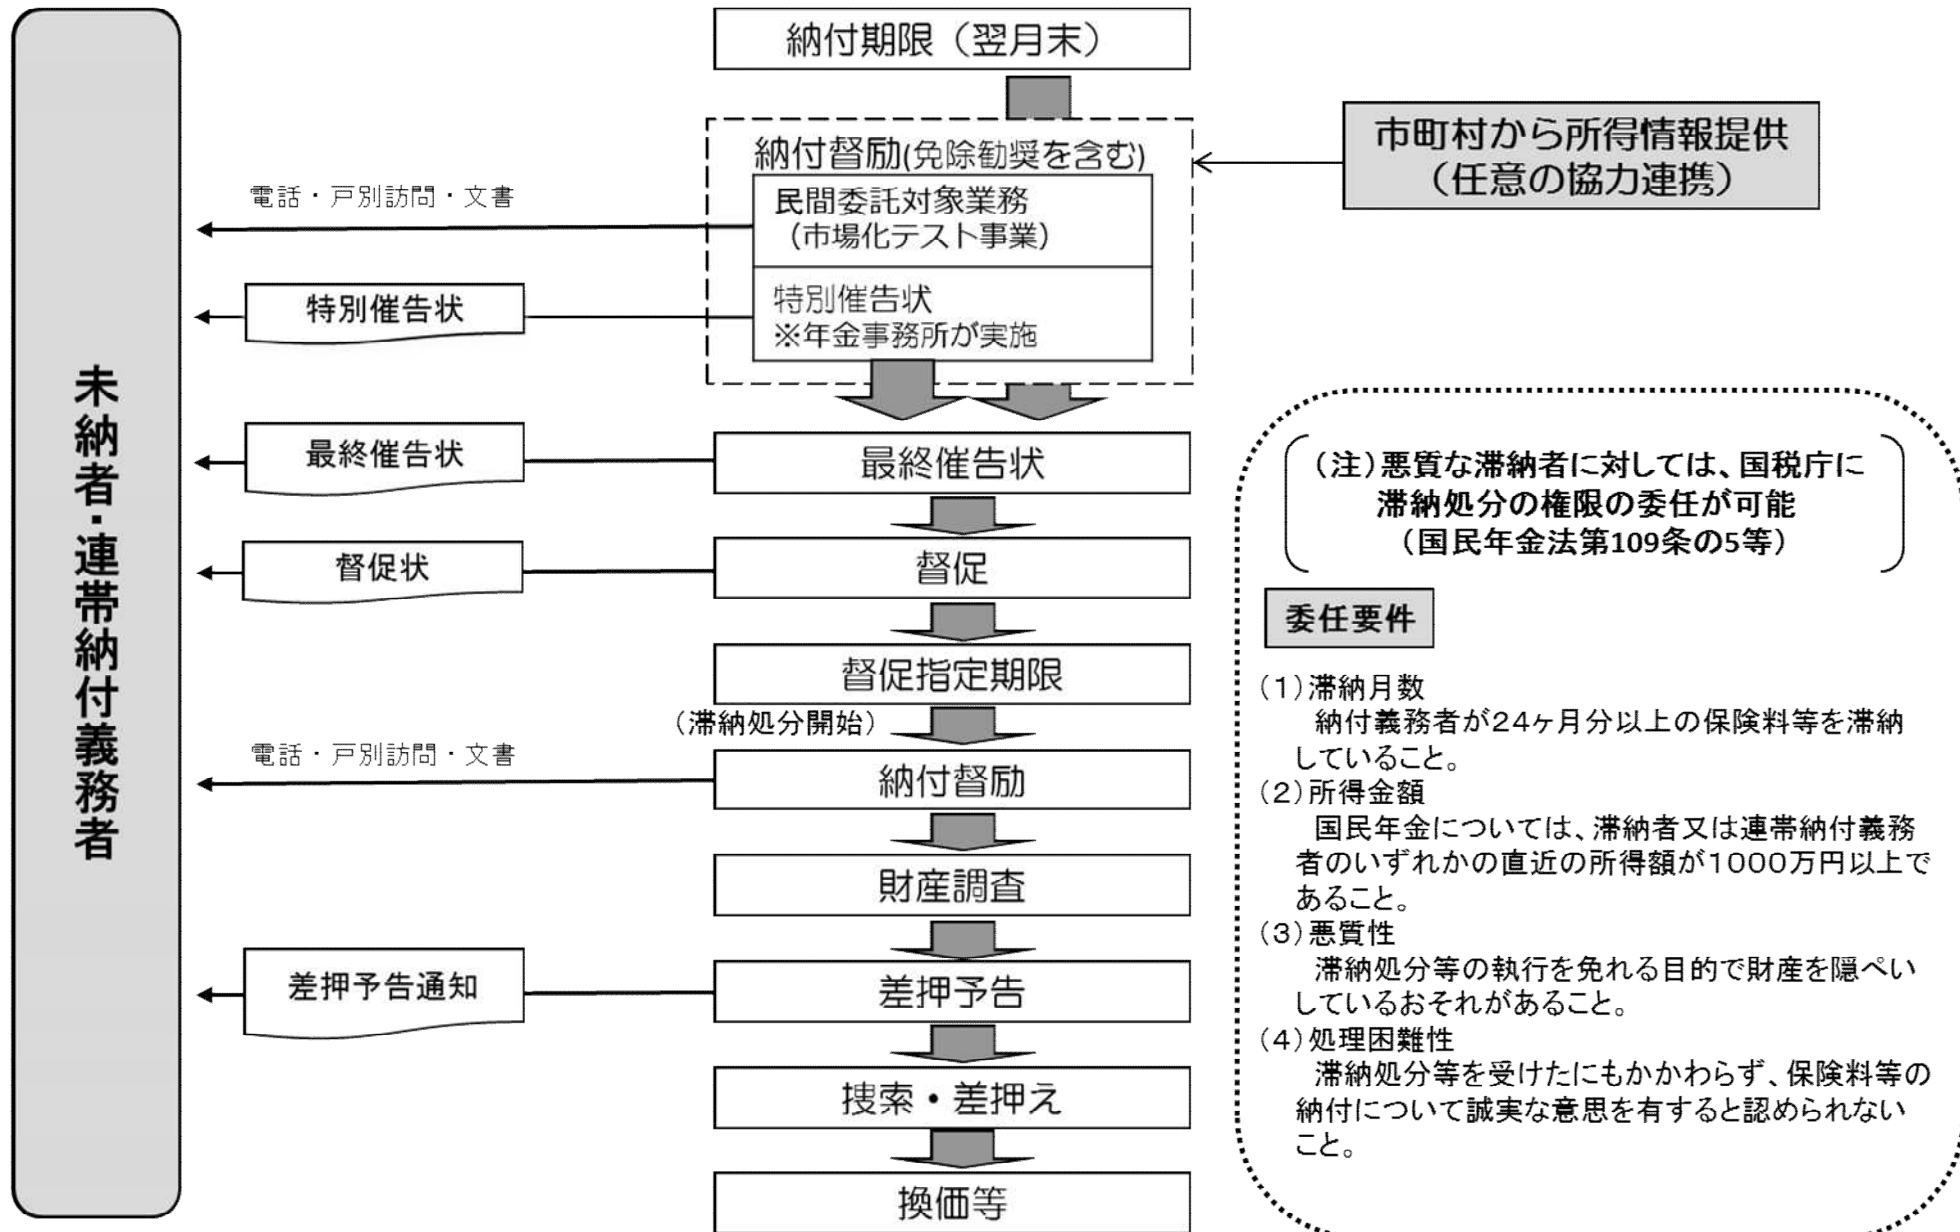 未納者・連帯納付義務者
納付期限（翌月末）
納付督励(免除勧奨を含む)
民間委託対象業務
（市場化テスト事業）
特別催告状
※年金事務所が実施
市町村から所得情報提供
（任意の協力連携）
電話・戸別訪問・文書
特別催告状
最終催告状
最終催告状
督促状
督促
督促指定期限
（滞納処分開始）
電話・戸別訪問・文書
納付督励
財産調査
差押予告通知
差押予告
捜索・差押え
換価等
（注）悪質な滞納者に対しては、国税庁に
滞納処分の権限の委任が可能
（国民年金法第109条の5等）
委任要件
（１）滞納月数
納付義務者が２４ヶ月分以上の保険料等を滞納
していること。
（２）所得金額
国民年金については、滞納者又は連帯納付義務
者のいずれかの直近の所得額が１０００万円以上で
あること。
（３）悪質性
滞納処分等の執行を免れる目的で財産を隠ぺい
しているおそれがあること。
（４）処理困難性
滞納処分等を受けたにもかかわらず、保険料等の
納付について誠実な意思を有すると認められない
こと。